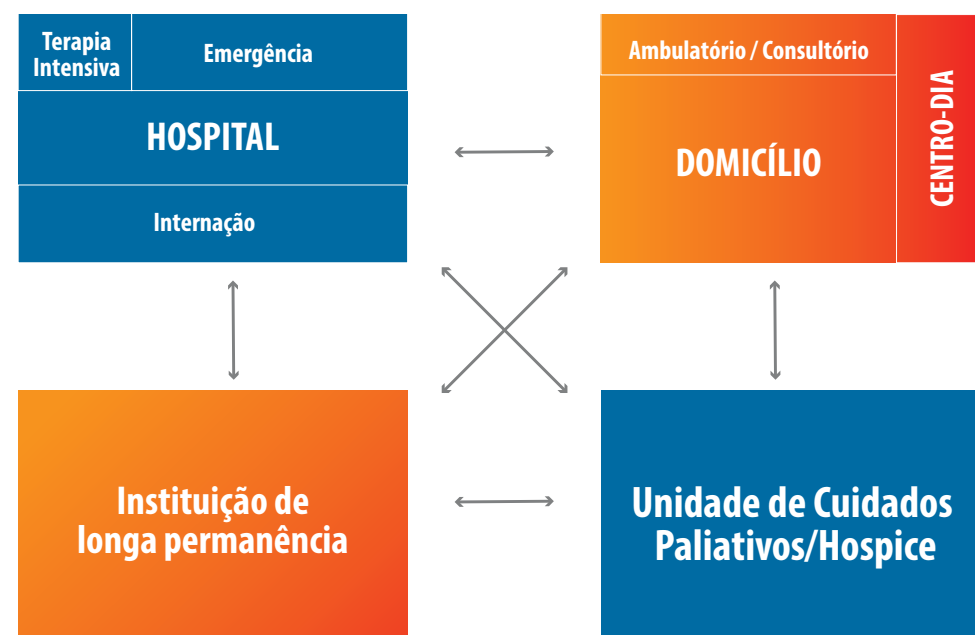 Terapia
Intensiva
Emergência
HOSPITAL
Internação
Ambulatório / Consultório
DOMICÍLIO
CENTRO-DIA
Instituição de
longa permanência
Unidade de Cuidados
Paliativos/Hospice